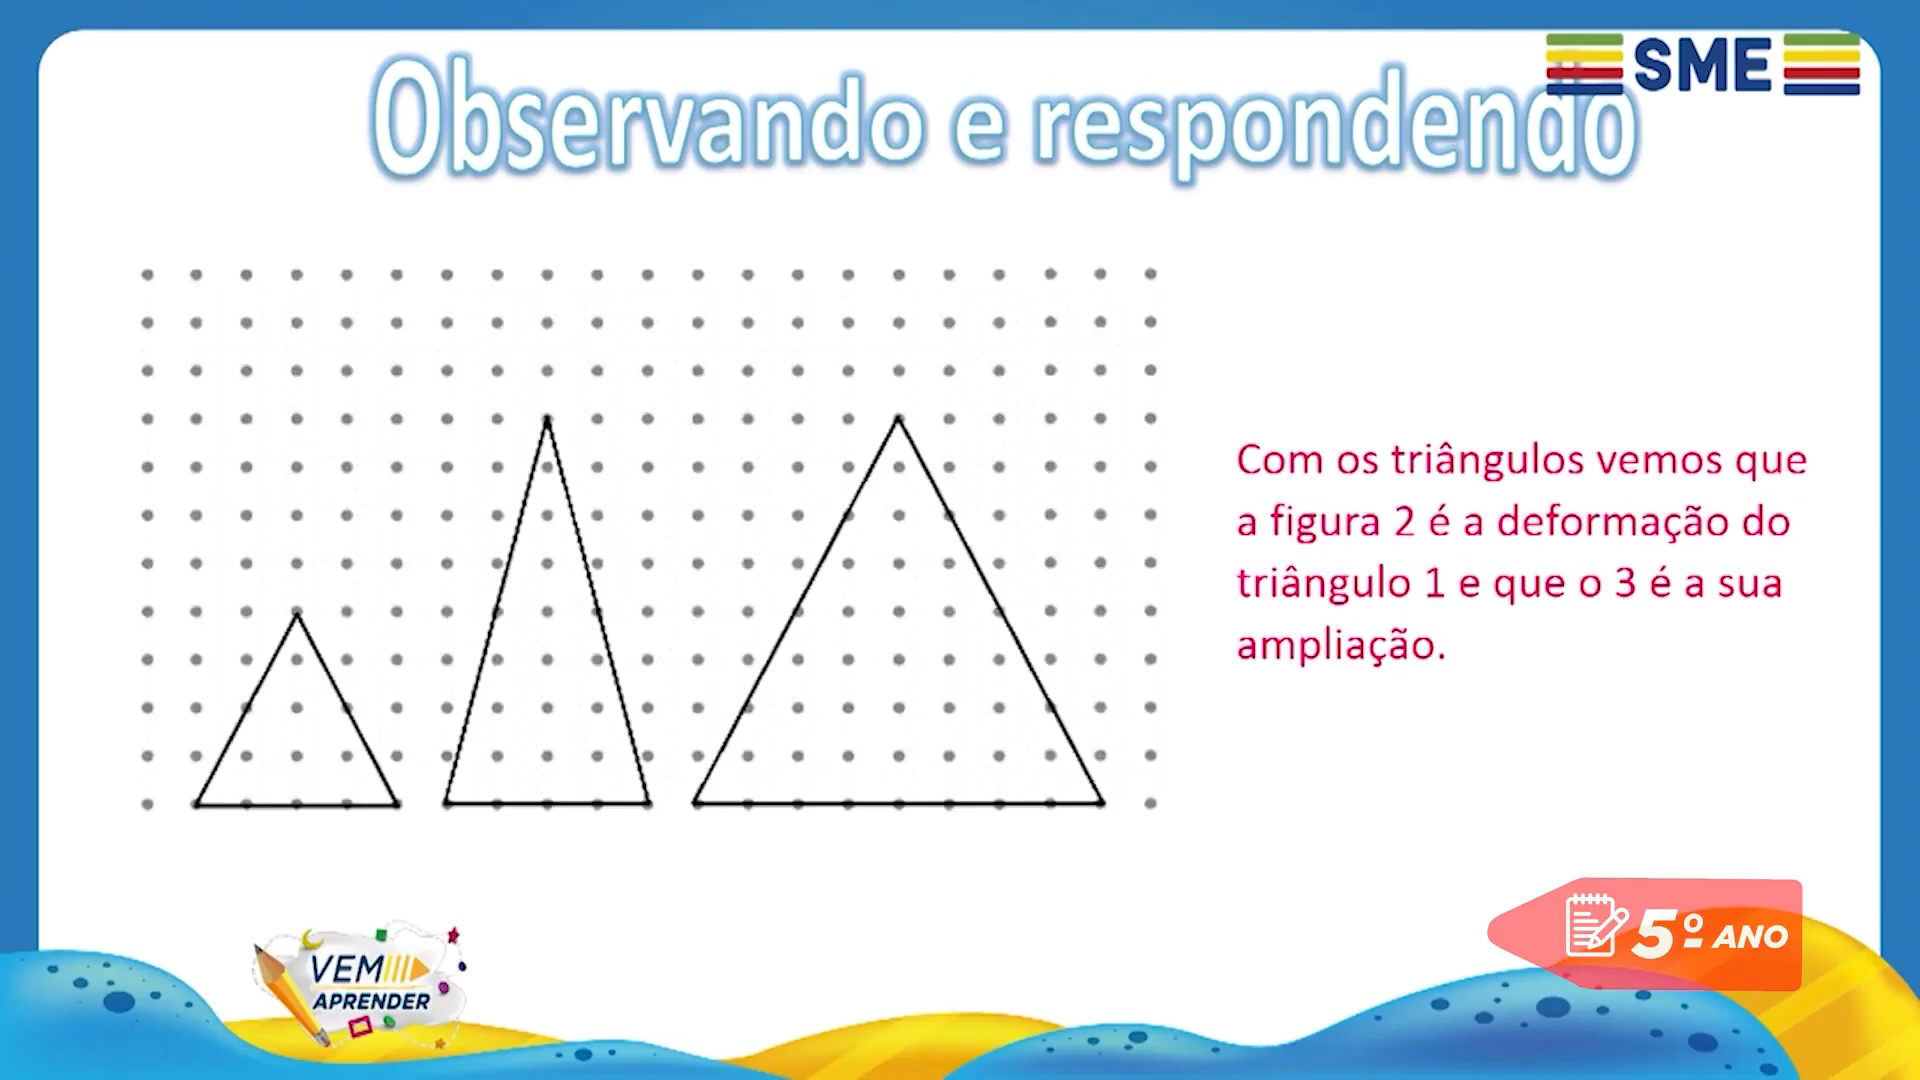 SME
Observando e respondendo
Com os triângulos vemos que
a figura 2 é a deformação do
triângulo 1 e que o 3 é a sua
ampliação.
5º ANO
VEM
APRENDER